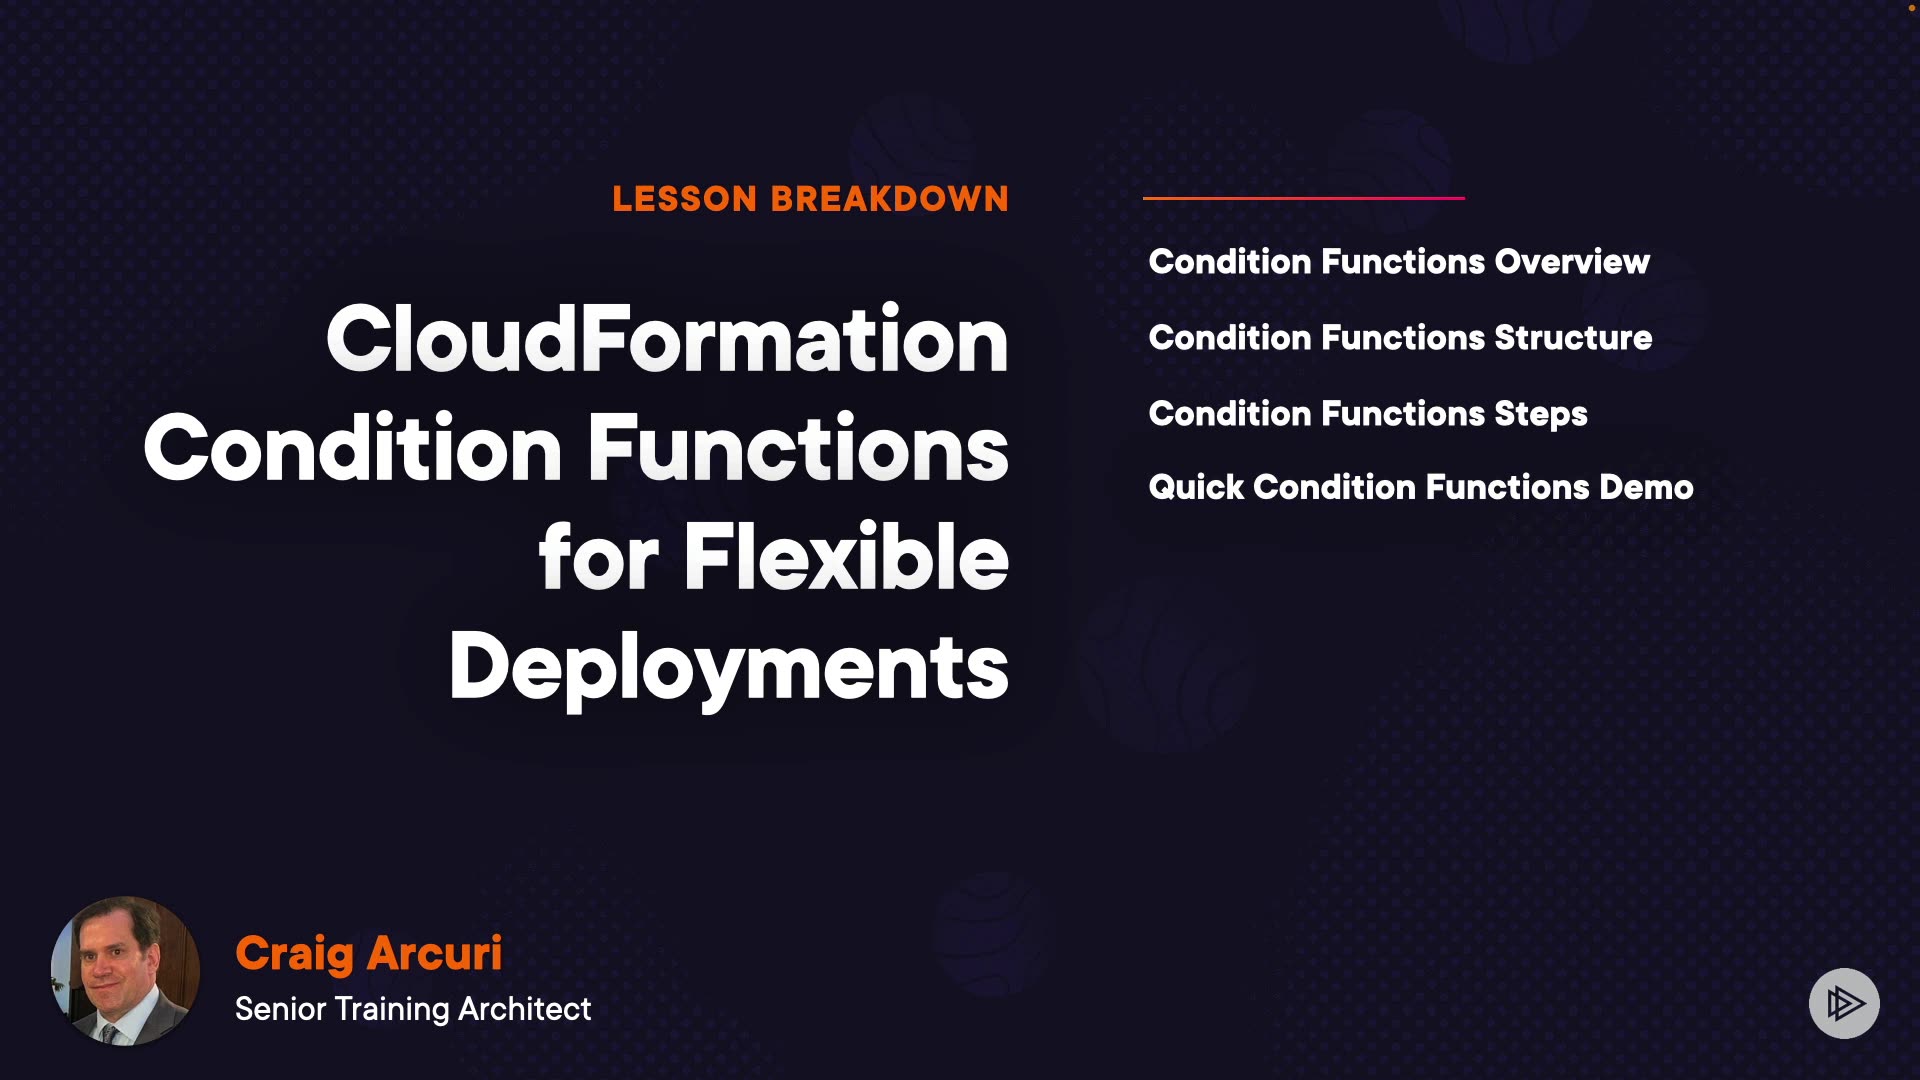 LESSON BREAKDOWN
CloudFormation
Condition Functions
for Flexible
Deployments
Condition Functions Overview
Condition Functions Structure
Condition Functions Steps
Quick Condition Functions Demo
Craig Arcuri
Senior Training Architect